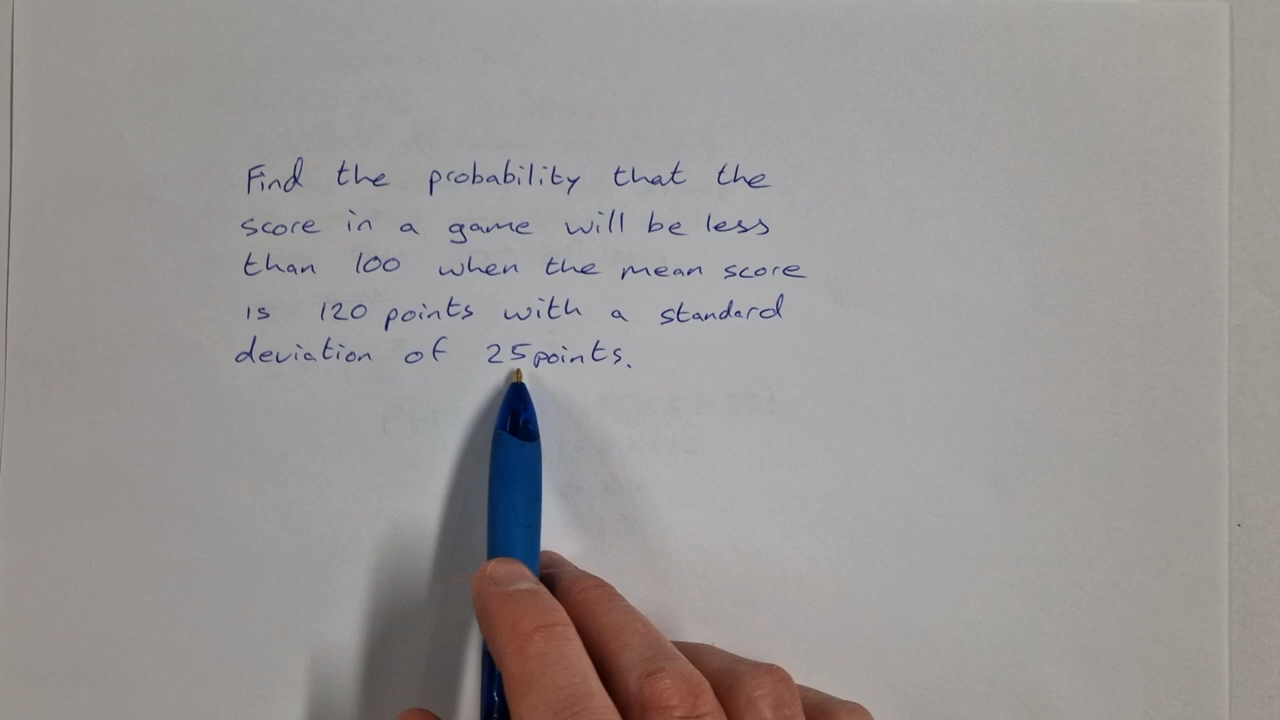 Find the probability that the
score in a game will be less
than 100 when the mean score
is 120 points with a standard
deviation of 25 points.